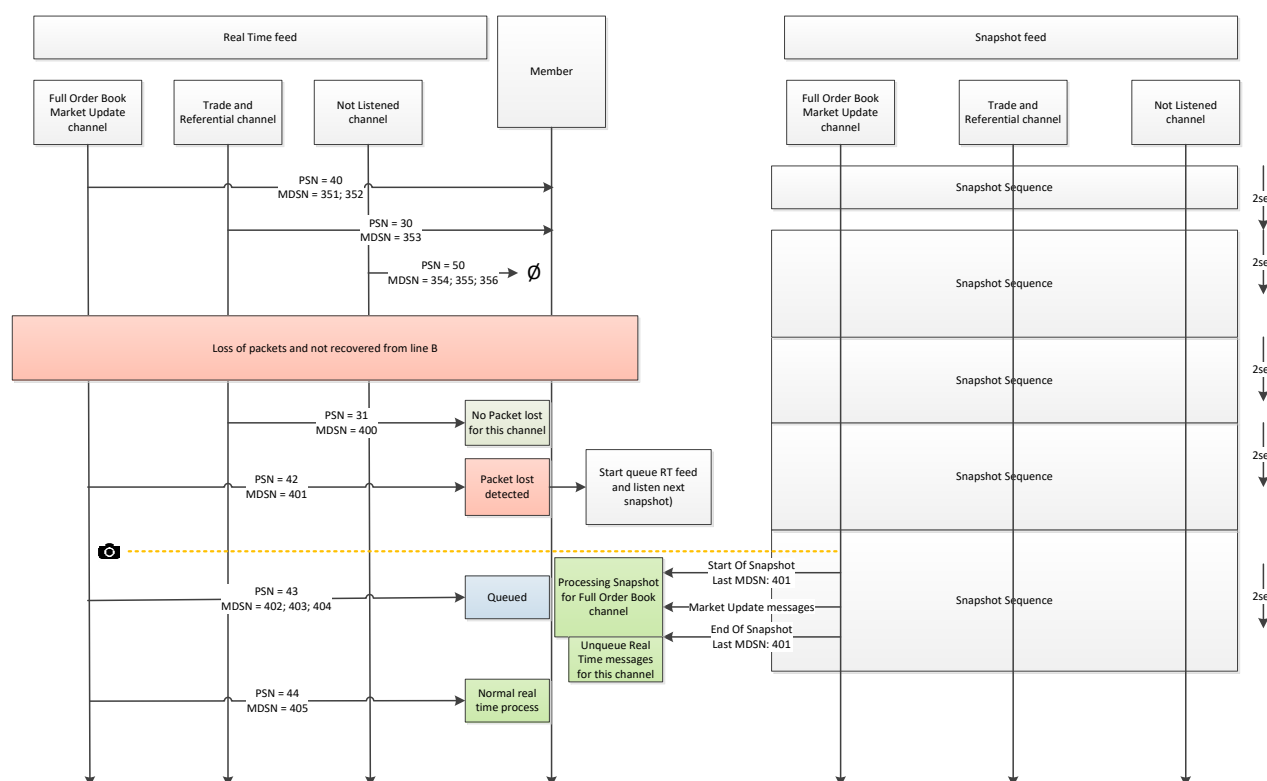 Real Time feed
Member
Snapshot feed
Full Order Book
Market Update
channel
Trade and
Referential channel
Not Listened
channel
Full Order Book
Market Update
channel
Trade and
Referential channel
Not Listened
channel
PSN = 40
MDSN = 351; 352
Snapshot Sequence
2se
PSN = 30
MDSN = 353
PSN = 50
MDSN = 354; 355; 356
Ø
Snapshot Sequence
2se
Loss of packets and not recovered from line B
Snapshot Sequence
2se
PSN = 31
MDSN = 400
No Packet lost
for this channel
PSN = 42
MDSN = 401
Packet lost
detected
Start queue RT feed
and listen next
snapshot)
Snapshot Sequence
2se
Start Of Snapshot
Last MDSN: 401
PSN = 43
MDSN = 402; 403; 404
Queued
Processing Snapshot
for Full Order Book
channel
Market Update messages
Snapshot Sequence
2se
End Of Snapshot
Last MDSN: 401
Unqueue Real
Time messages
for this channel
PSN = 44
MDSN = 405
Normal real
time process